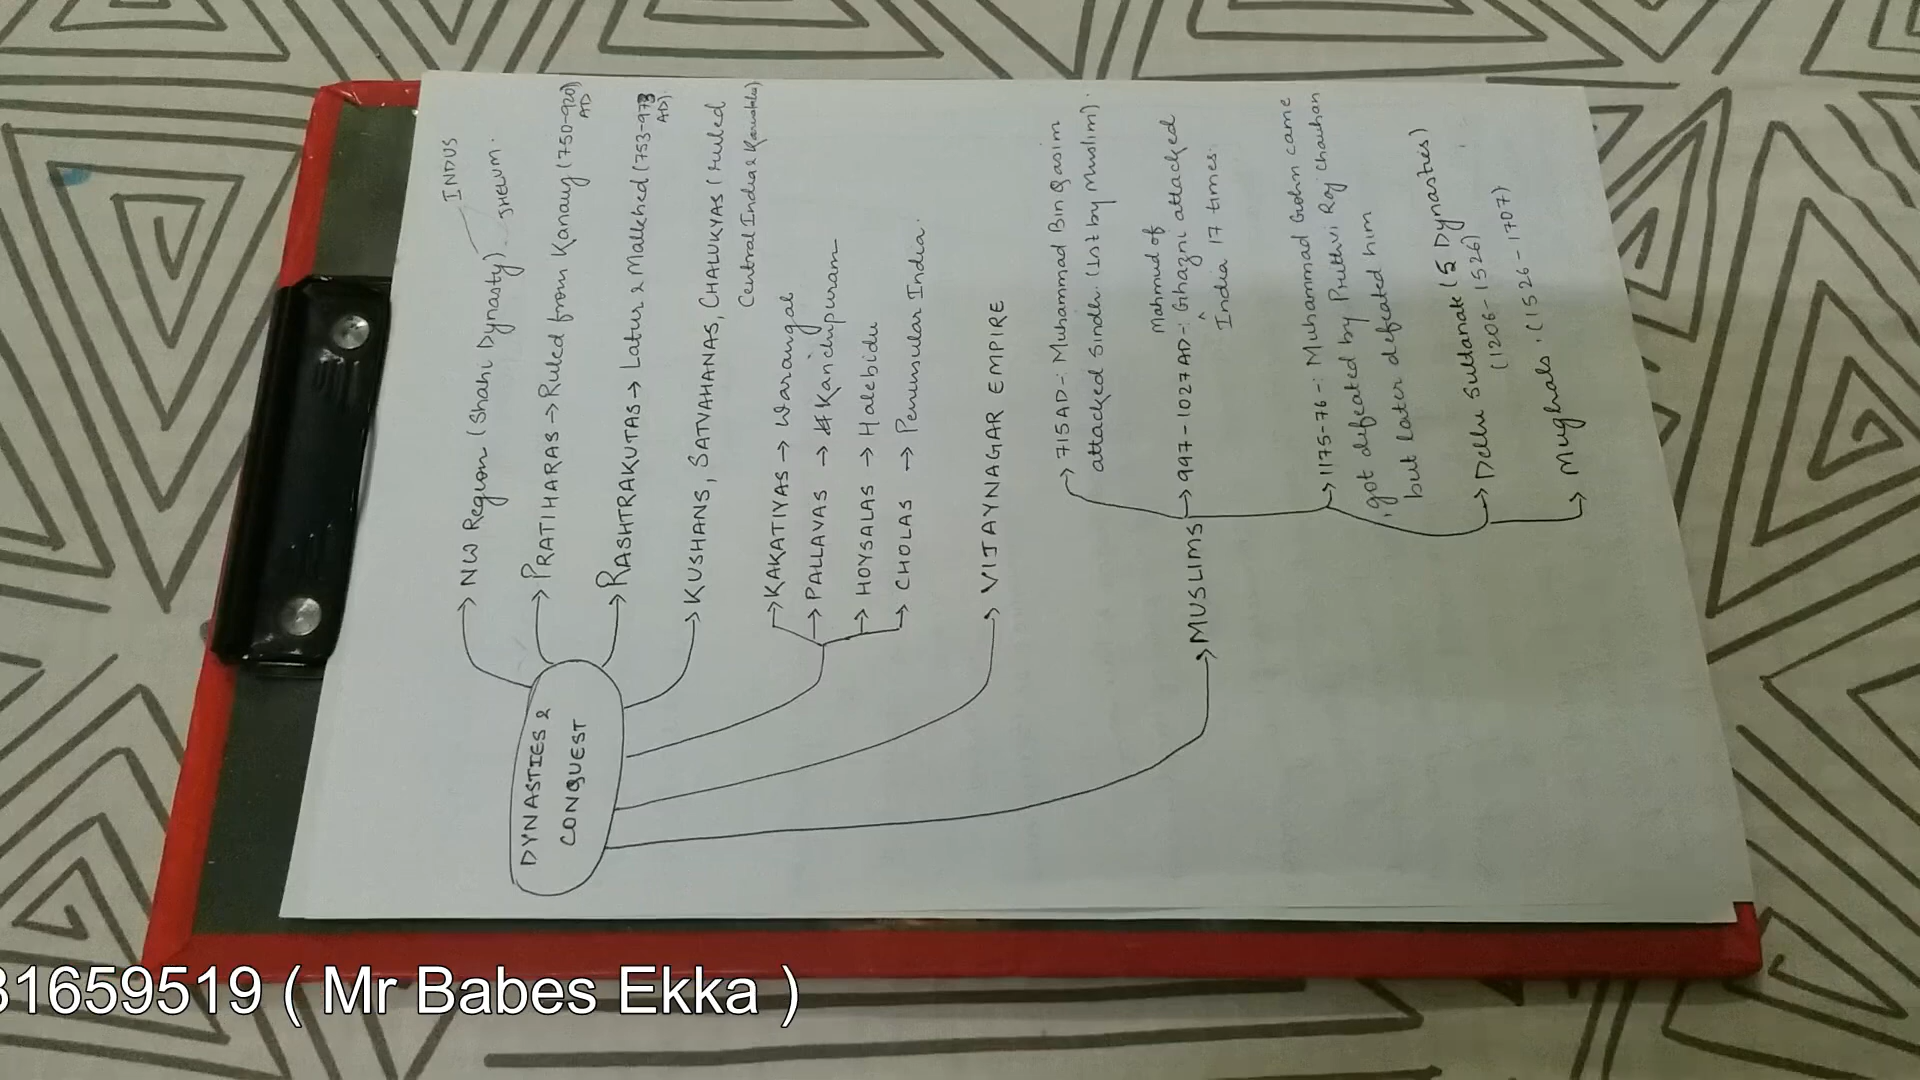 DYNASTIES &
CONQUEST
→ NW Region (Shahi Dynasty)
INDUS
JHELUM.
→ PRATIHARAS → Ruled from Kanauj (750-920)
AD
→ RASHTRAKUTAS → Latur & Malkhed (753-973
AD).
→ KUSHANS, SATVAHANAS, CHALUKYAS (ruled
Central India & Karnataka)
→ KAKATIYAS → Warangal
→ PALLAVAS → Kanchipuram
→ HOYSALAS → Halebidu
→ CHOLAS → Penunsular India.
→ VIJAYNAGAR EMPIRE
→ MUSLIMS
→ 715AD-: Muhammad Bin Qasim
attacked Sindh. (1st by Muslim).
Mahmud of
→ 997-1027AD-: Ghazni attacked
India 17 times.
→ 1175-76-: Muhammad Gohri came
got defeated by Pruthvi Raj Chauhan
but later defeated him
→ Delhi Sultanate (5 Dynastres)
(1206-1526)
→ Mughals. (1526-1707)
31659519 ( Mr Babes Ekka )